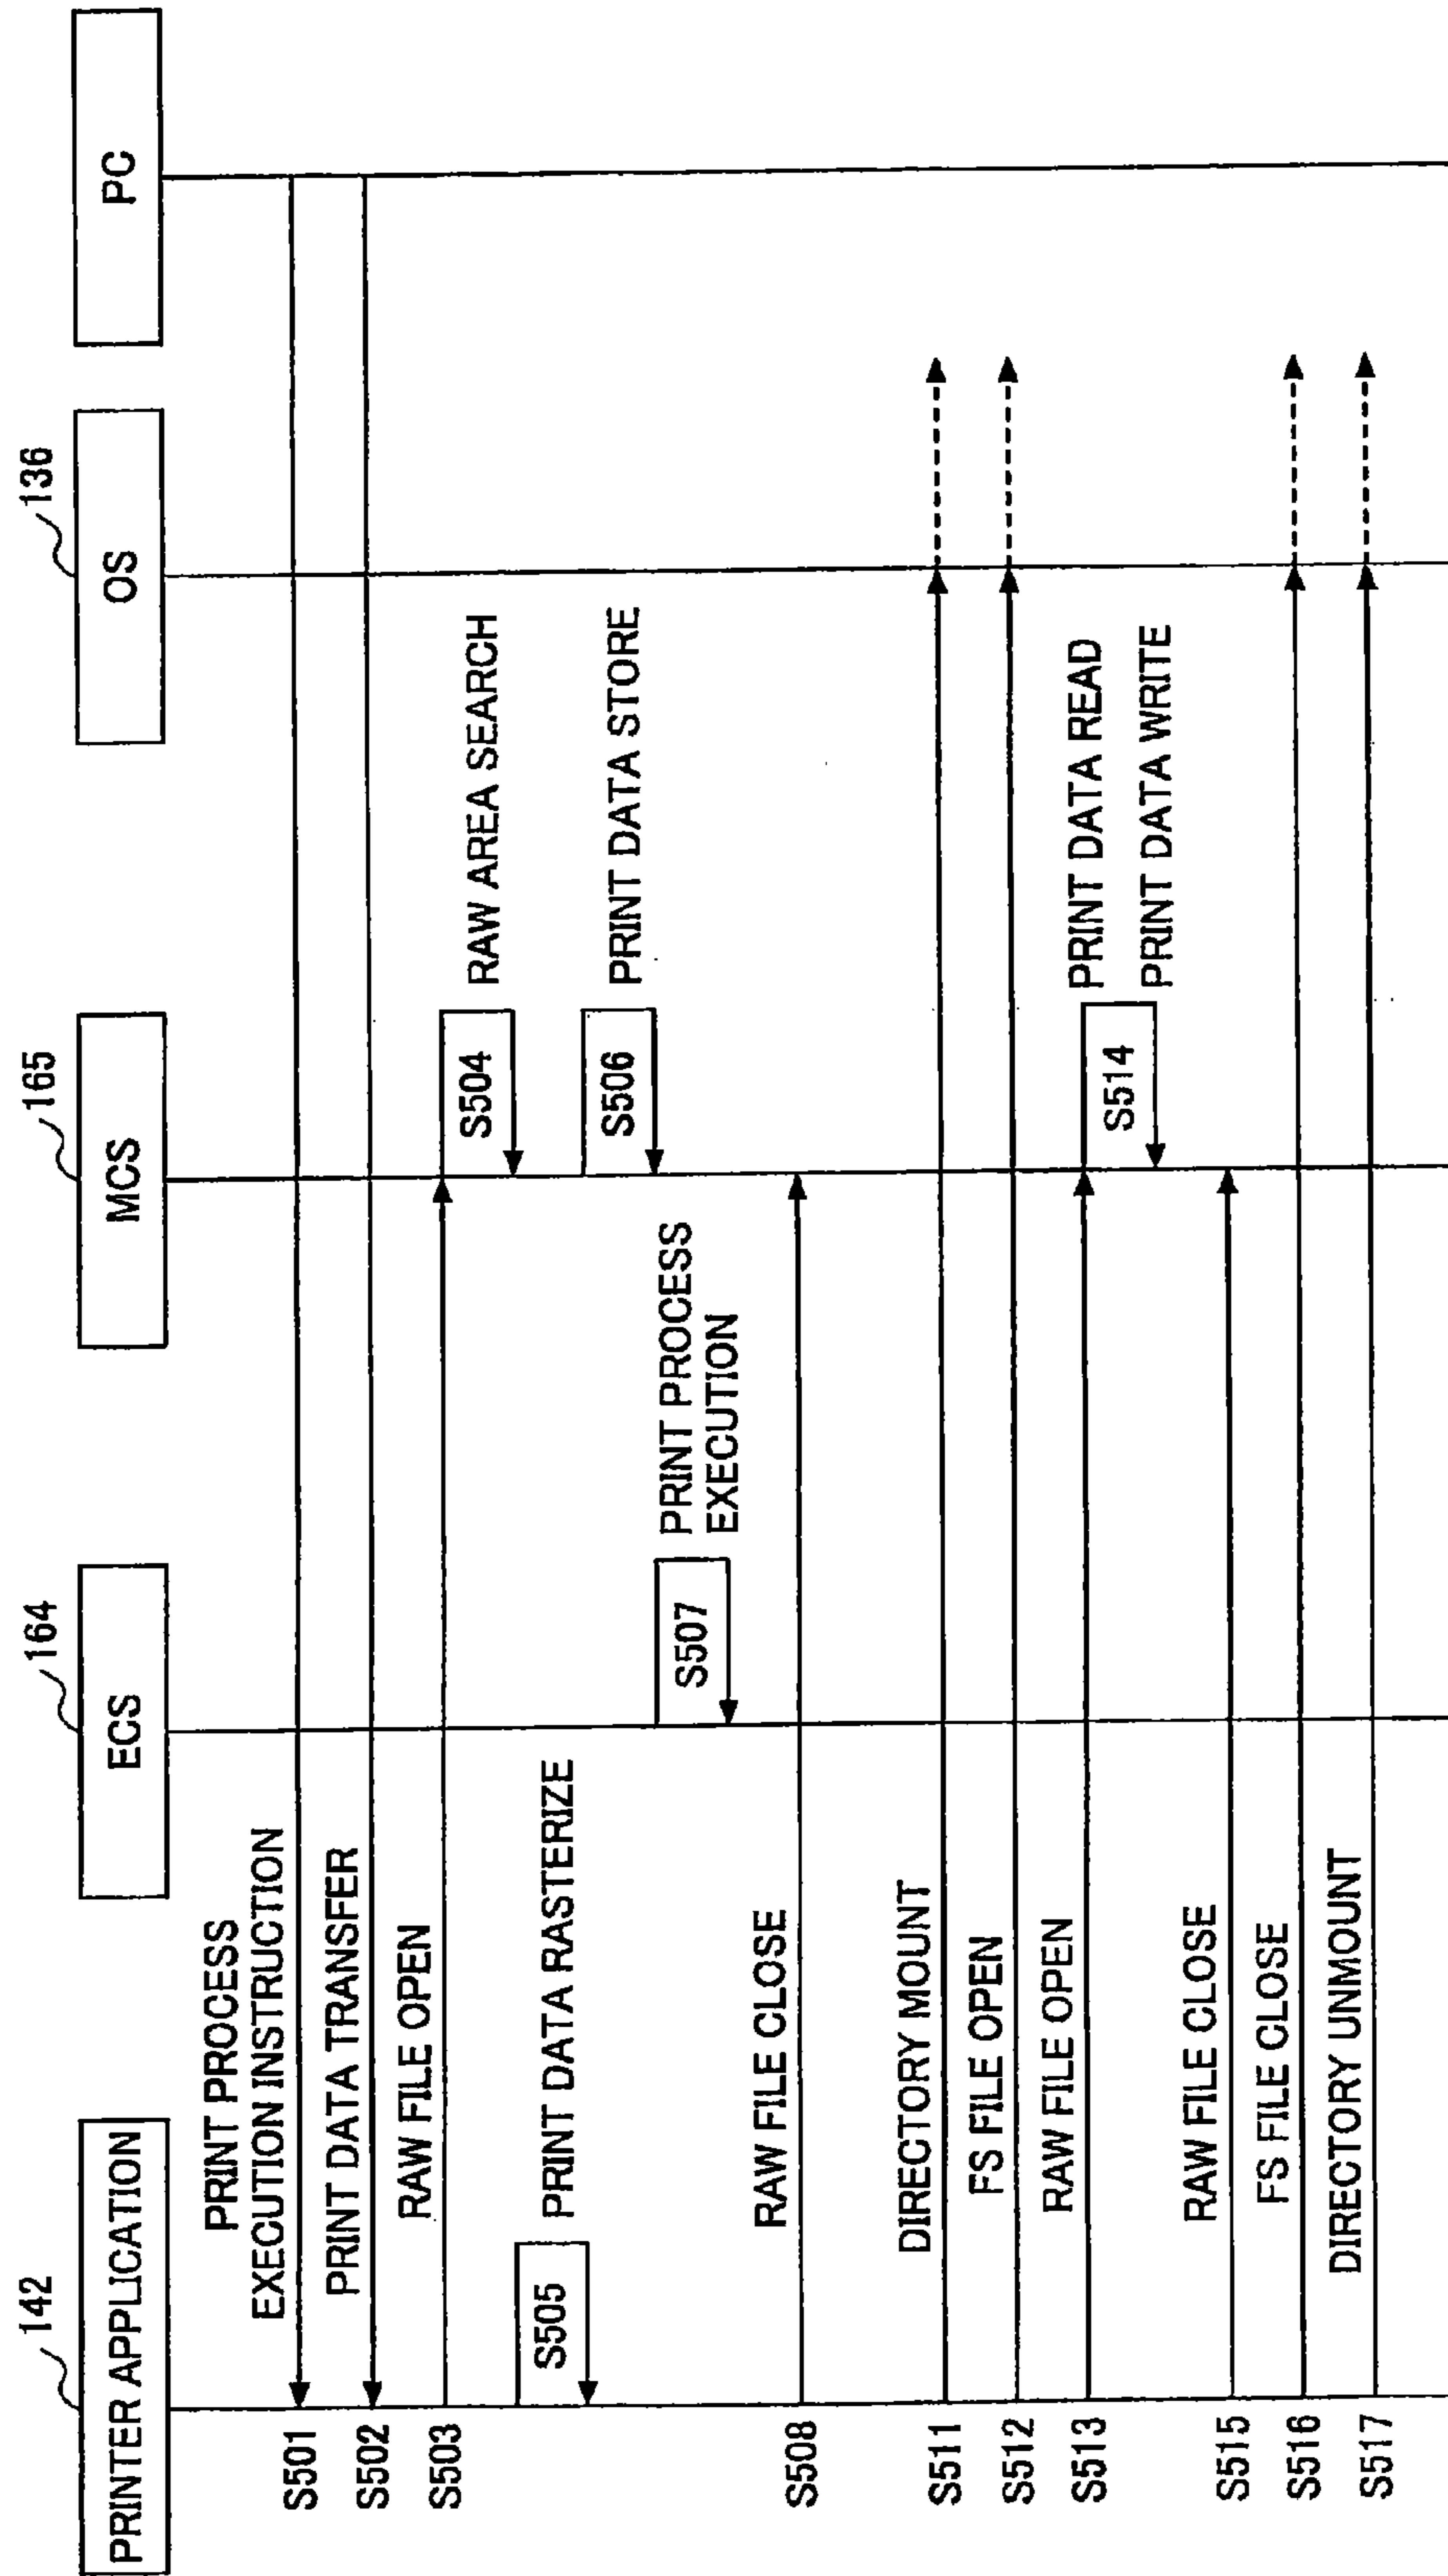 142
PRINTER APPLICATION
164
ECS
165
MCS
136
OS
PC
S501
PRINT PROCESS
EXECUTION INSTRUCTION
S502
PRINT DATA TRANSFER
S503
RAW FILE OPEN
S504
RAW AREA SEARCH
S505
PRINT DATA RASTERIZE
S506
PRINT DATA STORE
S507
PRINT PROCESS
EXECUTION
S508
RAW FILE CLOSE
S511
DIRECTORY MOUNT
S512
FS FILE OPEN
S513
RAW FILE OPEN
S514
PRINT DATA READ
PRINT DATA WRITE
S515
RAW FILE CLOSE
S516
FS FILE CLOSE
S517
DIRECTORY UNMOUNT